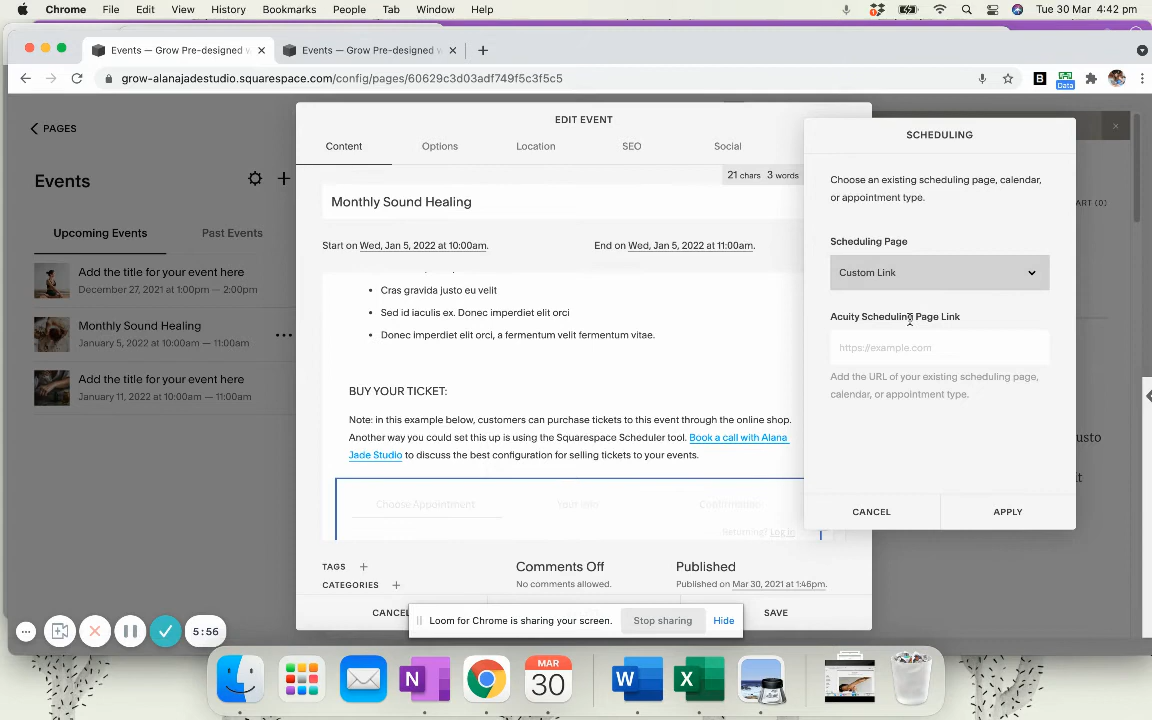 Chrome File Edit View History Bookmarks People Tab Window Help Tue 30 Mar 4:42 pm
Events — Grow Pre-designed w Events — Grow Pre-designed w
grow-alanajadestudio.squarespace.com/config/pages/60629c3d03adf749f5c3f5c5
B Data
PAGES
EDIT EVENT
SCHEDULING
Content Options Location SEO Social
Choose an existing scheduling page, calendar,
or appointment type.
Events
21 chars 3 words
ART (0)
Monthly Sound Healing
Upcoming Events Past Events
Start on Wed, Jan 5, 2022 at 10:00am. End on Wed, Jan 5, 2022 at 11:00am.
Scheduling Page
Custom Link
Add the title for your event here
December 27, 2021 at 1:00pm — 2:00pm
Cras gravida justo eu velit
Sed id iaculis ex. Donec imperdiet elit orci
Donec imperdiet elit orci, a fermentum velit fermentum vitae.
Acuity Scheduling Page Link
https://example.com
Add the URL of your existing scheduling page,
calendar, or appointment type.
Monthly Sound Healing
January 5, 2022 at 10:00am — 11:00am
Add the title for your event here
January 11, 2022 at 10:00am — 11:00am
BUY YOUR TICKET:
Note: in this example below, customers can purchase tickets to this event through the online shop.
Another way you could set this up is using the Squarespace Scheduler tool. Book a call with Alana
Jade Studio to discuss the best configuration for selling tickets to your events.
usto
it
Choose Appointment Your Info Confirmation
Returning? Log in
CANCEL APPLY
TAGS +
CATEGORIES +
Comments Off
No comments allowed.
Published
Published on Mar 30, 2021 at 1:46pm.
CANCEL SAVE
Loom for Chrome is sharing your screen. Stop sharing Hide
5:56
MAR
30
N W X